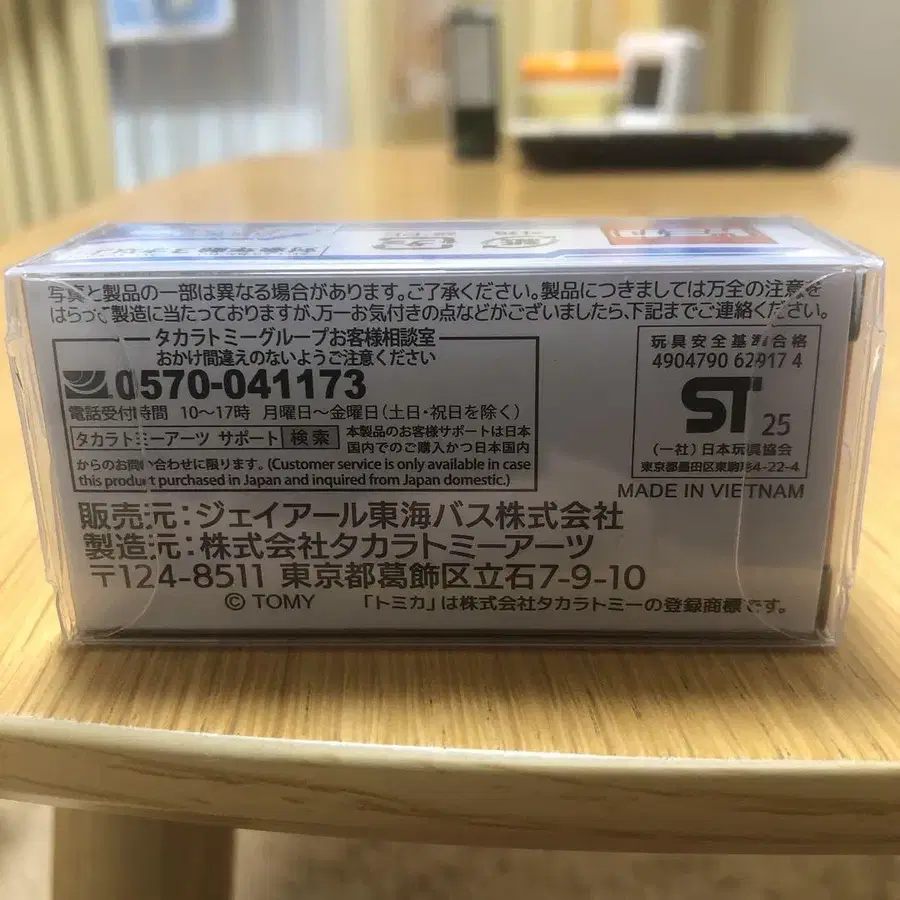 写真と製品の一部は異なる場合があります。ご了承ください。製品につきましては万全の注意を
はらって製造に当たっておりますが、万一お気付きの点などがございましたら、下記までご連絡ください。
タカラトミーグループお客様相談室
おかけ間違えのないようご注意ください
0570-041173
電話受付時間 10〜17時 月曜日〜金曜日(土日・祝日を除く)
タカラトミーアーツ サポート 検索 本製品のお客様サポートは日本
国内でのご購入かつ日本国内
からのお問い合わせに限ります。(Customer service is only available in case
this product purchased in Japan and inquired from Japan domestic.)
玩具安全基準合格
4904790 62917 4
ST 25
(一社)日本玩具協会
東京都墨田区東駒形4-22-4
MADE IN VIETNAM
販売元:ジェイアール東海バス株式会社
製造元:株式会社タカラトミーアーツ
〒124-8511 東京都葛飾区立石7-9-10
© TOMY 「トミカ」は株式会社タカラトミーの登録商標です。